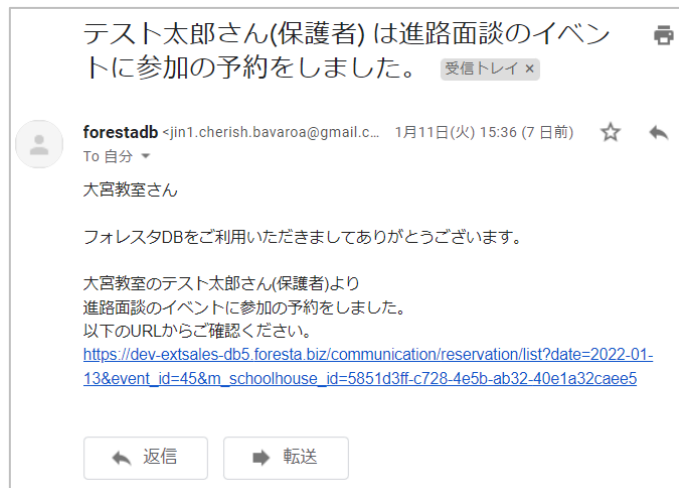 テスト太郎さん(保護者) は進路面談のイベン
トに参加の予約をしました。 受信トレイ ×
forestadb <jin1.cherish.bavaroa@gmail.c... 1月11日(火) 15:36 (7 日前)
To 自分
大宮教室さん
フォレスタDBをご利用いただきましてありがとうございます。
大宮教室のテスト太郎さん(保護者)より
進路面談のイベントに参加の予約をしました。
以下のURLからご確認ください。
https://dev-extsales-db5.foresta.biz/communication/reservation/list?date=2022-01-
13&event_id=45&m_schoolhouse_id=5851d3ff-c728-4e5b-ab32-40e1a32caee5
返信 転送